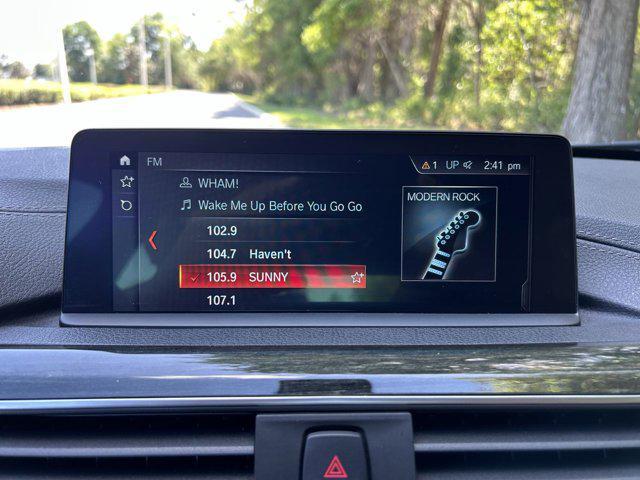 FM
1 UP 2:41 pm
WHAM!
Wake Me Up Before You Go Go
MODERN ROCK
102.9
104.7 Haven't
105.9 SUNNY
107.1